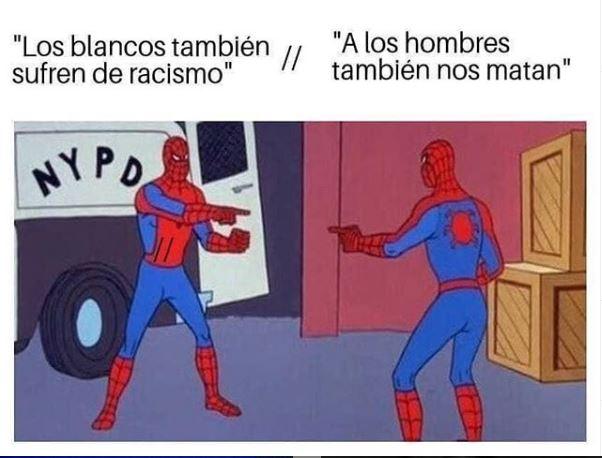 "Los blancos también
sufren de racismo"
//
"A los hombres
también nos matan"
NYPD
//